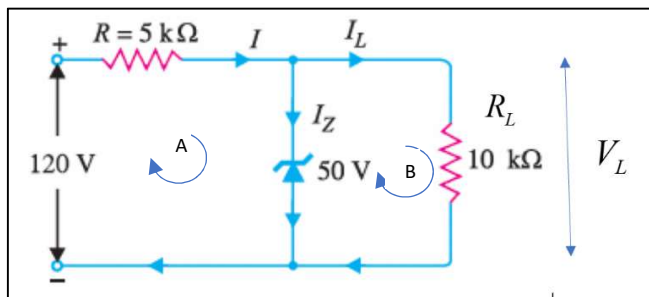 +
R = 5 kΩ
I
I_L
I_Z
R_L
A
120 V
50 V
B
10 kΩ
V_L
−